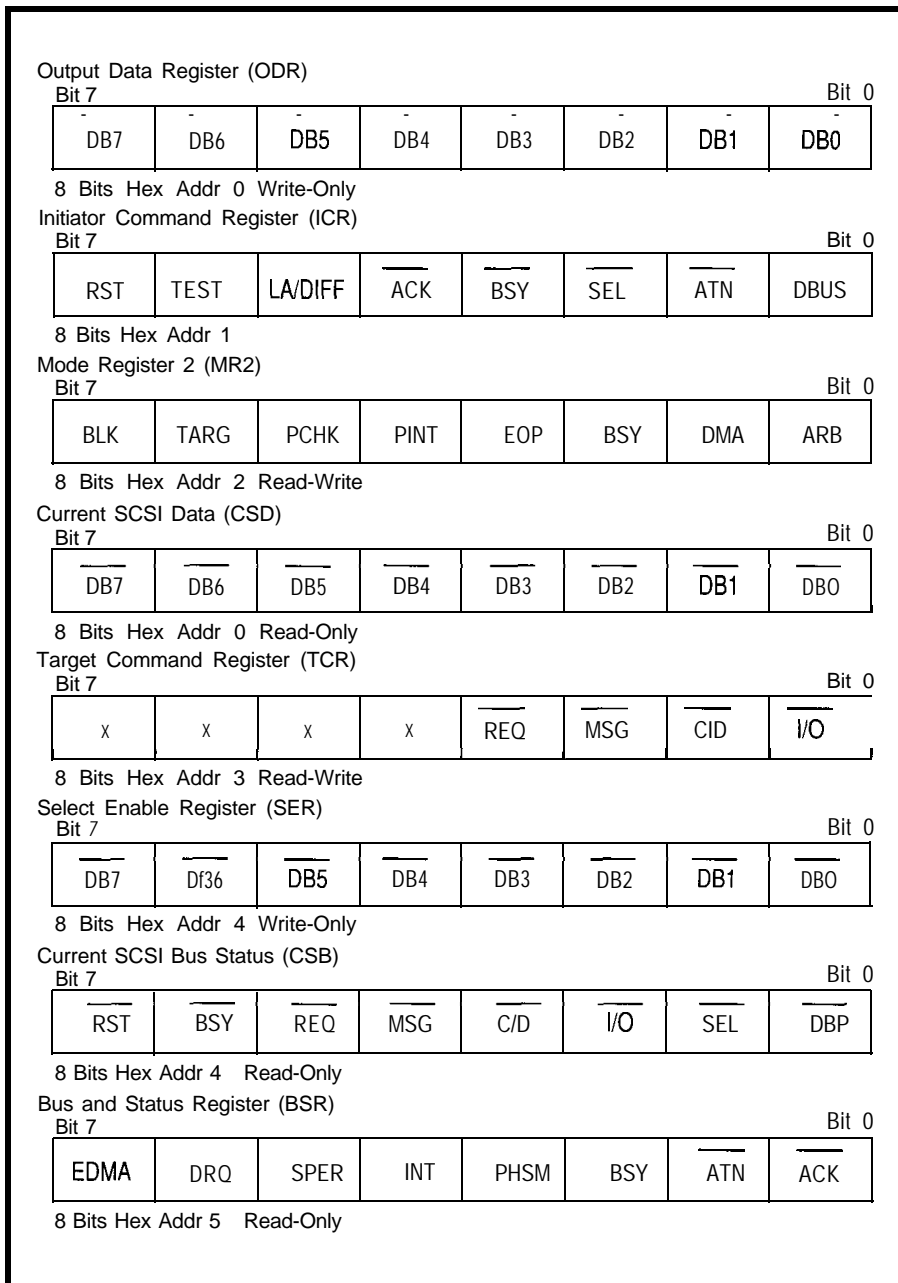 Output Data Register (ODR)
Bit 7 Bit 0
DB7 DB6 DB5 DB4 DB3 DB2 DB1 DB0
8 Bits Hex Addr 0 Write-Only
Initiator Command Register (ICR)
Bit 7 Bit 0
RST TEST LA/DIFF ACK BSY SEL ATN DBUS
8 Bits Hex Addr 1
Mode Register 2 (MR2)
Bit 7 Bit 0
BLK TARG PCHK PINT EOP BSY DMA ARB
8 Bits Hex Addr 2 Read-Write
Current SCSI Data (CSD)
Bit 7 Bit 0
DB7 DB6 DB5 DB4 DB3 DB2 DB1 DBO
8 Bits Hex Addr 0 Read-Only
Target Command Register (TCR)
Bit 7 Bit 0
X X X X REQ MSG CID I/O
8 Bits Hex Addr 3 Read-Write
Select Enable Register (SER)
Bit 7 Bit 0
DB7 Df36 DB5 DB4 DB3 DB2 DB1 DBO
8 Bits Hex Addr 4 Write-Only
Current SCSI Bus Status (CSB)
Bit 7 Bit 0
RST BSY REQ MSG C/D I/O SEL DBP
8 Bits Hex Addr 4 Read-Only
Bus and Status Register (BSR)
Bit 7 Bit 0
EDMA DRQ SPER INT PHSM BSY ATN ACK
8 Bits Hex Addr 5 Read-Only